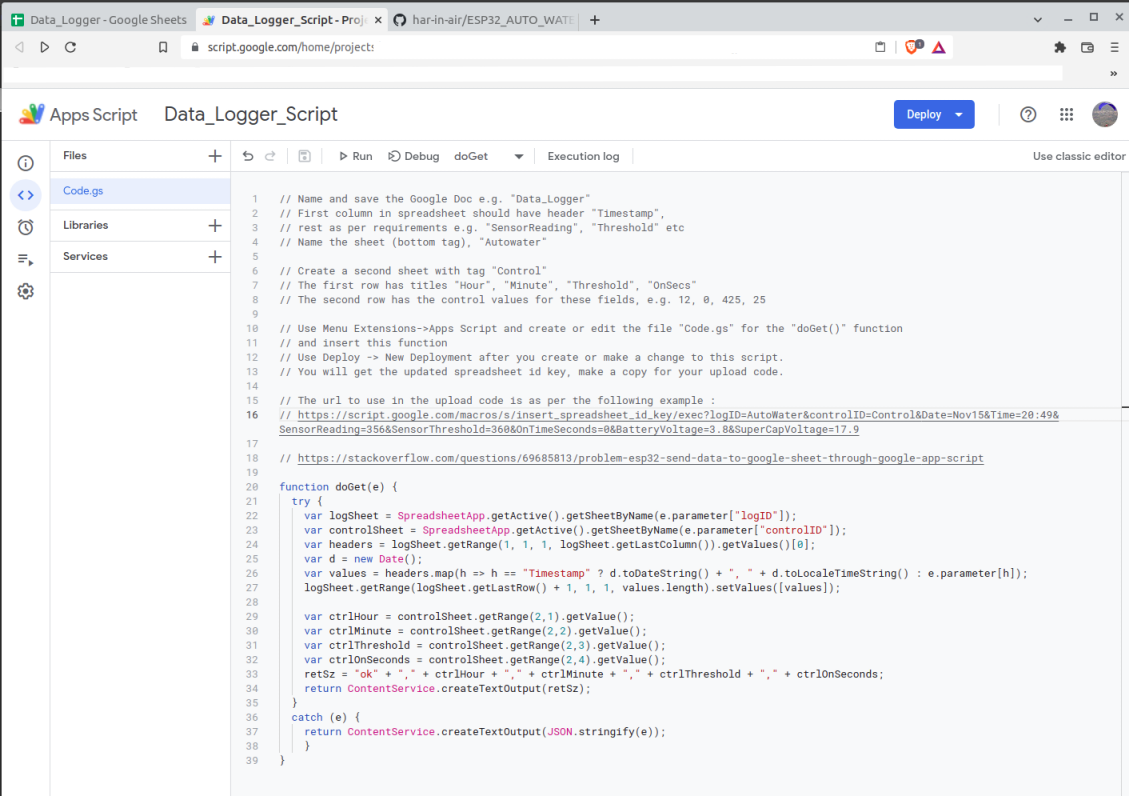 Data_Logger - Google Sheets
Data_Logger_Script - Proje
har-in-air/ESP32_AUTO_WATE
script.google.com/home/projects
1
Apps Script
Data_Logger_Script
Deploy
Files
Run
Debug
doGet
Execution log
Use classic editor
Code.gs
Libraries
Services
1 // Name and save the Google Doc e.g. "Data_Logger"
2 // First column in spreadsheet should have header "Timestamp",
3 // rest as per requirements e.g. "SensorReading", "Threshold" etc
4 // Name the sheet (bottom tag), "Autowater"
5
6 // Create a second sheet with tag "Control"
7 // The first row has titles "Hour", "Minute", "Threshold", "OnSecs"
8 // The second row has the control values for these fields, e.g. 12, 0, 425, 25
9
10 // Use Menu Extensions->Apps Script and create or edit the file "Code.gs" for the "doGet()" function
11 // and insert this function
12 // Use Deploy -> New Deployment after you create or make a change to this script.
13 // You will get the updated spreadsheet id key, make a copy for your upload code.
14
15 // The url to use in the upload code is as per the following example :
16 // https://script.google.com/macros/s/insert_spreadsheet_id_key/exec?logID=AutoWater&controlID=Control&Date=Nov15&Time=20:49&
SensorReading=356&SensorThreshold=360&OnTimeSeconds=0&BatteryVoltage=3.8&SuperCapVoltage=17.9
17
18 // https://stackoverflow.com/questions/69685813/problem-esp32-send-data-to-google-sheet-through-google-app-script
19
20 function doGet(e) {
21 try {
22 var logSheet = SpreadsheetApp.getActive().getSheetByName(e.parameter["logID"]);
23 var controlSheet = SpreadsheetApp.getActive().getSheetByName(e.parameter["controlID"]);
24 var headers = logSheet.getRange(1, 1, 1, logSheet.getLastColumn()).getValues()[0];
25 var d = new Date();
26 var values = headers.map(h => h == "Timestamp" ? d.toDateString() + ", " + d.toLocaleTimeString() : e.parameter[h]);
27 logSheet.getRange(logSheet.getLastRow() + 1, 1, 1, values.length).setValues([values]);
28
29 var ctrlHour = controlSheet.getRange(2,1).getValue();
30 var ctrlMinute = controlSheet.getRange(2,2).getValue();
31 var ctrlThreshold = controlSheet.getRange(2,3).getValue();
32 var ctrlOnSeconds = controlSheet.getRange(2,4).getValue();
33 retSz = "ok" + "," + ctrlHour + "," + ctrlMinute + "," + ctrlThreshold + "," + ctrlOnSeconds;
34 return ContentService.createTextOutput(retSz);
35 }
36 catch (e) {
37 return ContentService.createTextOutput(JSON.stringify(e));
38 }
39 }